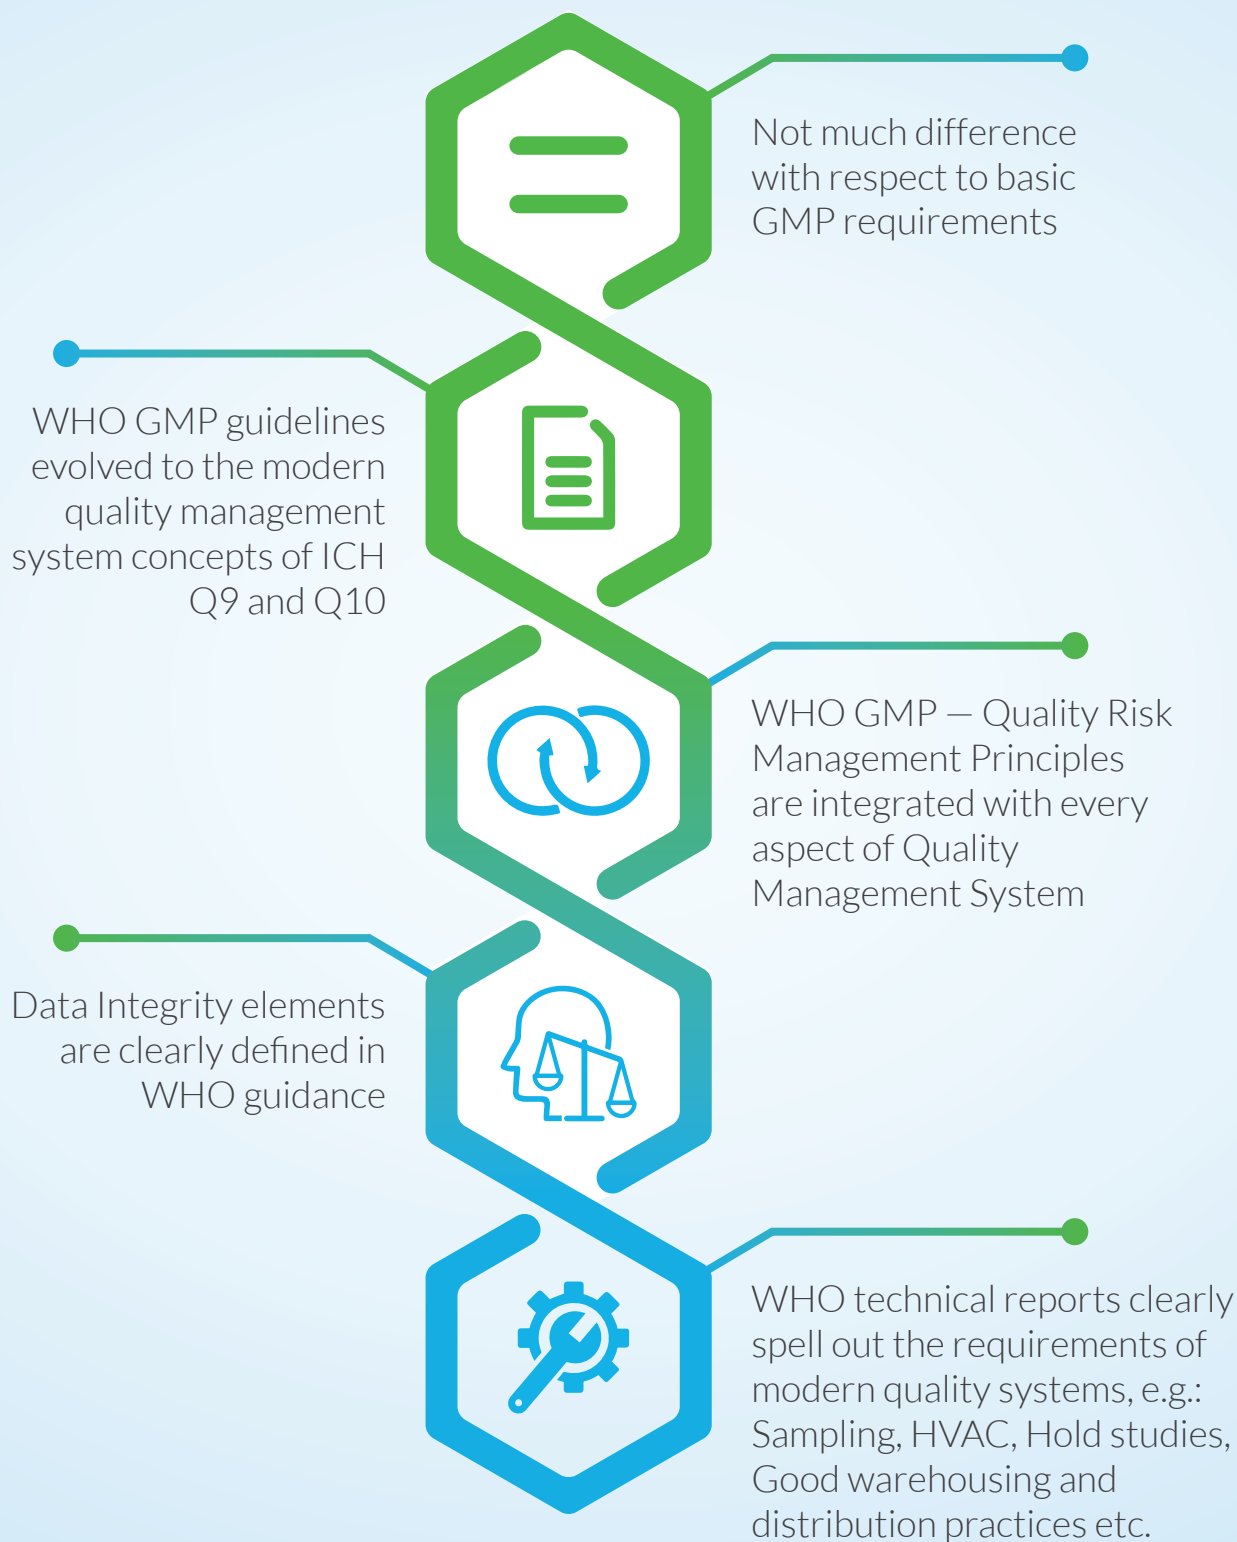 Not much difference
with respect to basic
GMP requirements
WHO GMP guidelines
evolved to the modern
quality management
system concepts of ICH
Q9 and Q10
WHO GMP — Quality Risk
Management Principles
are integrated with every
aspect of Quality
Management System
Data Integrity elements
are clearly defined in
WHO guidance
WHO technical reports clearly
spell out the requirements of
modern quality systems, e.g.:
Sampling, HVAC, Hold studies,
Good warehousing and
distribution practices etc.